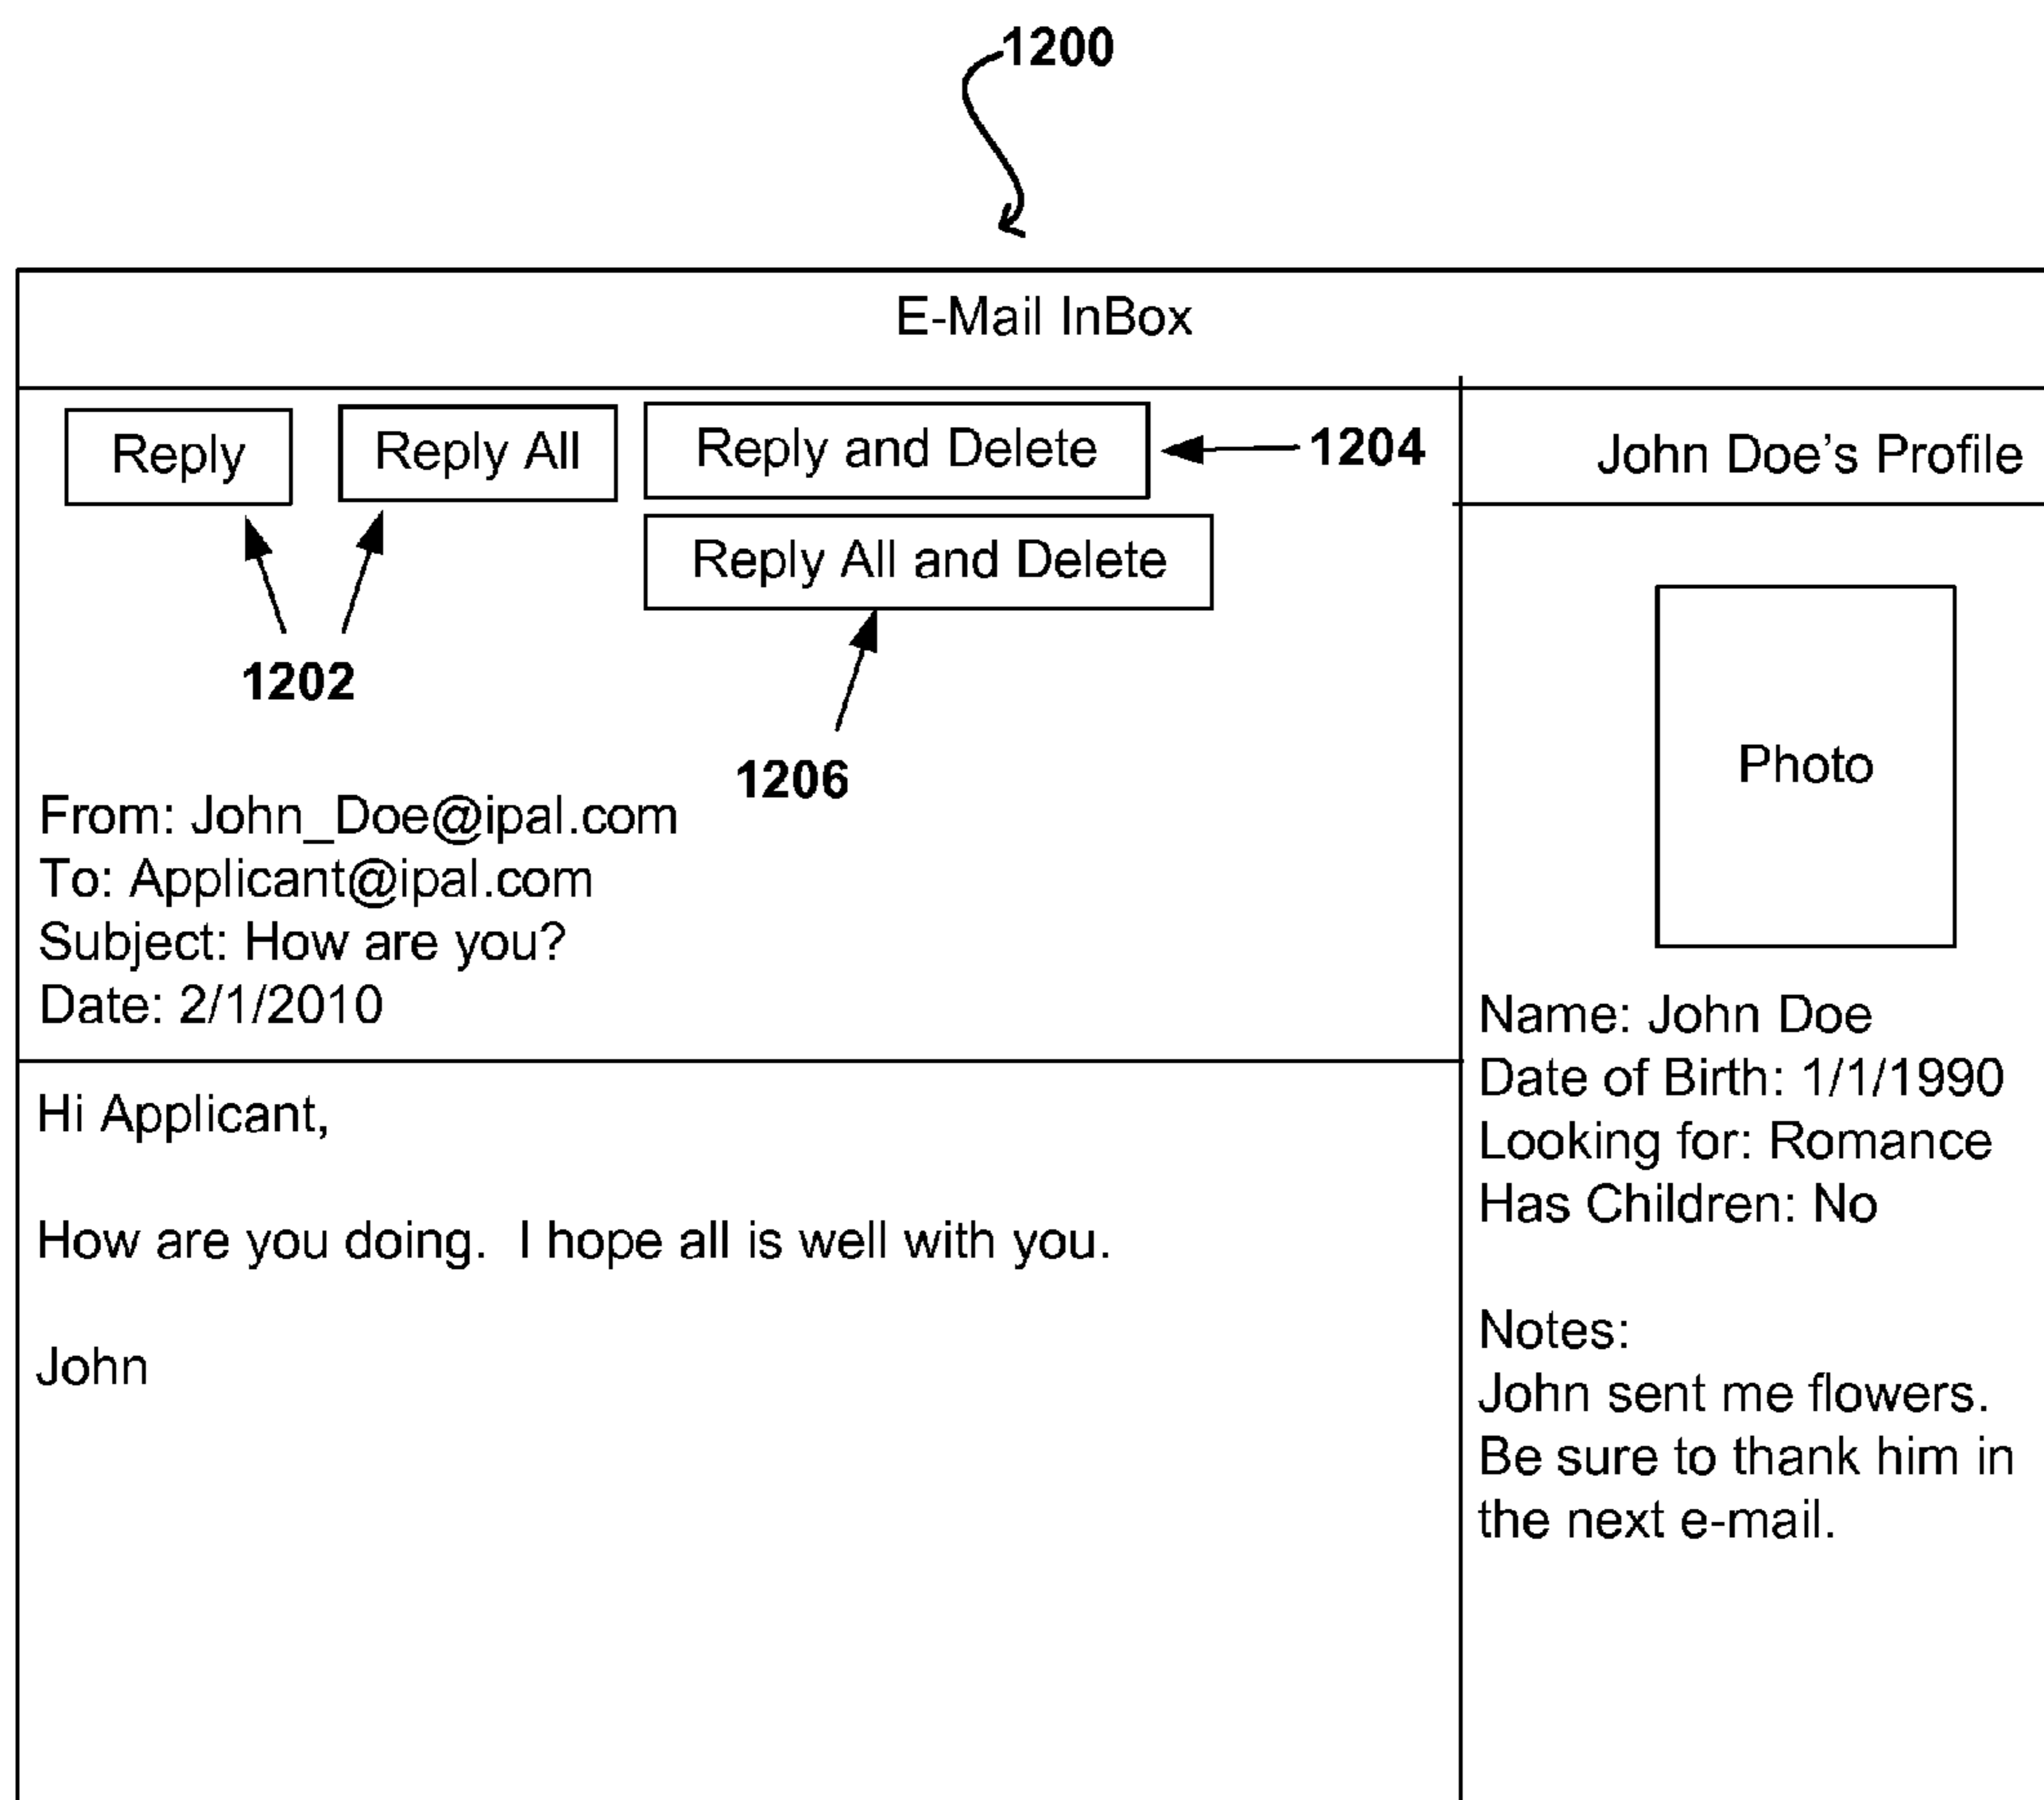 1200
E-Mail InBox
Reply
Reply All
Reply and Delete
1204
Reply All and Delete
1202
1206
From: John_Doe@ipal.com
To: Applicant@ipal.com
Subject: How are you?
Date: 2/1/2010
Hi Applicant,
How are you doing.  I hope all is well with you.
John
John Doe's Profile
Photo
Name: John Doe
Date of Birth: 1/1/1990
Looking for: Romance
Has Children: No
Notes:
John sent me flowers.
Be sure to thank him in
the next e-mail.